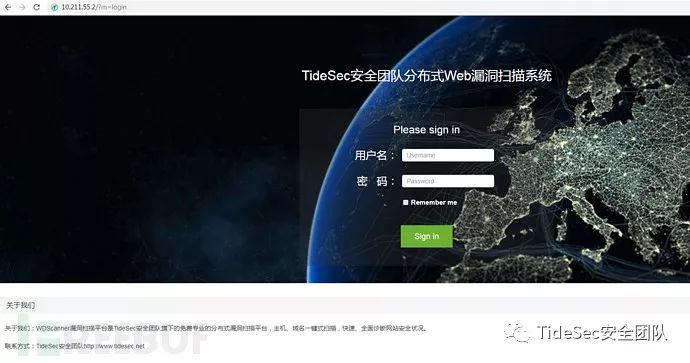 10.211.55.2/?m=login
TideSec安全团队分布式Web漏洞扫描系统
Please sign in
用户名： Username
密 码： Password
Remember me
Sign in
关于我们
关于我们：WDScanner漏洞扫描平台是TideSec安全团队旗下的免费专业的分布式漏洞扫描平台，主机、域名一键式扫描，快速、全面诊断网站安全状况。
联系方式：TideSec安全团队http://www.tidesec.net
TideSec安全团队
FREEBUF